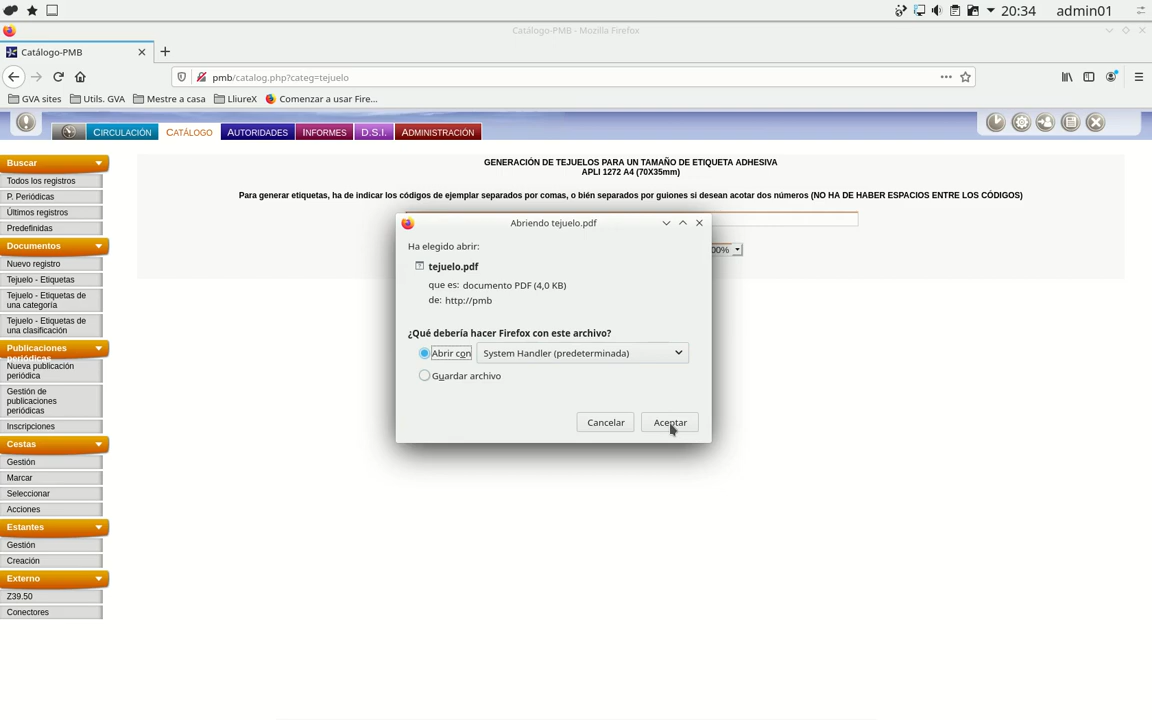 20:34 admin01
Catálogo-PMB - Mozilla Firefox
Catálogo-PMB
pmb/catalog.php?categ=tejuelo
GVA sites Utils. GVA Mestre a casa LliureX Comenzar a usar Fire...
CIRCULACIÓN CATÁLOGO AUTORIDADES INFORMES D.S.I. ADMINISTRACIÓN
Buscar
Todos los registros
P. Periódicas
Últimos registros
Predefinidas
Documentos
Nuevo registro
Tejuelo - Etiquetas
Tejuelo - Etiquetas de
una categoría
Tejuelo - Etiquetas de
una clasificación
Publicaciones
periódicas
Nueva publicación
periódica
Gestión de
publicaciones
periódicas
Inscripciones
Cestas
Gestión
Marcar
Seleccionar
Acciones
Estantes
Gestión
Creación
Externo
Z39.50
Conectores
GENERACIÓN DE TEJUELOS PARA UN TAMAÑO DE ETIQUETA ADHESIVA
APLI 1272 A4 (70X35mm)
Para generar etiquetas, ha de indicar los códigos de ejemplar separados por comas, o bién separados por guiones si desean acotar dos números (NO HA DE HABER ESPACIOS ENTRE LOS CÓDIGOS)
00%
Abriendo tejuelo.pdf
Ha elegido abrir:
tejuelo.pdf
que es: documento PDF (4,0 KB)
de: http://pmb
¿Qué debería hacer Firefox con este archivo?
Abrir con System Handler (predeterminada)
Guardar archivo
Cancelar Aceptar